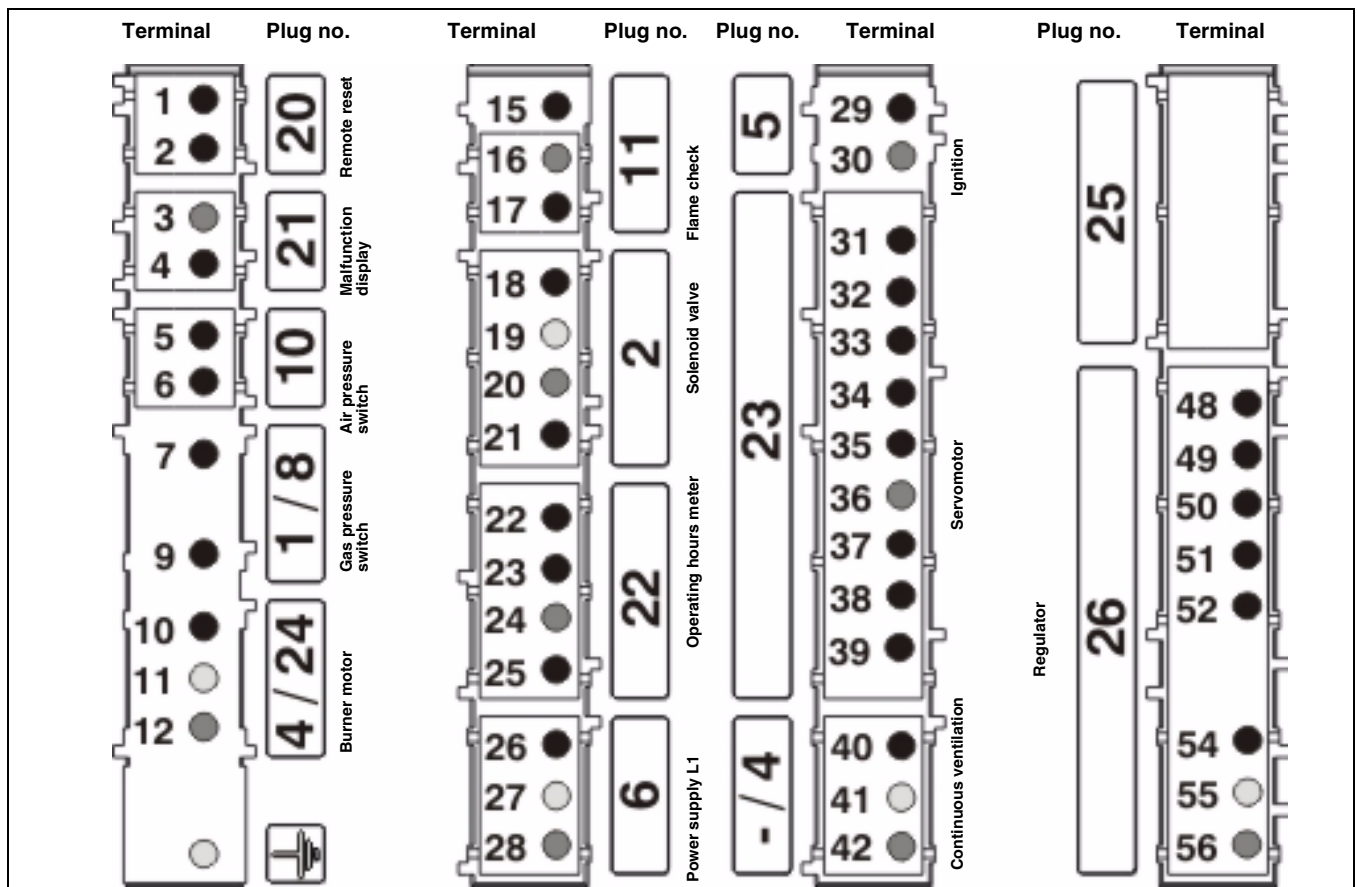 Terminal Plug no.
1
2
20
Remote reset
3
4
21
Malfunction
display
5
6
10
Air pressure
switch
7
9
1 / 8
Gas pressure
switch
10
11
12
4 / 24
Burner motor
Terminal Plug no.
15
16
17
11
Flame check
18
19
20
21
2
Solenoid valve
22
23
24
25
22
Operating hours meter
26
27
28
6
Power supply L1
Plug no. Terminal
5
29
30
Ignition
23
31
32
33
34
35
36
37
38
39
Servomotor
- / 4
40
41
42
Continuous ventilation
Plug no. Terminal
25
Regulator
26
48
49
50
51
52
54
55
56